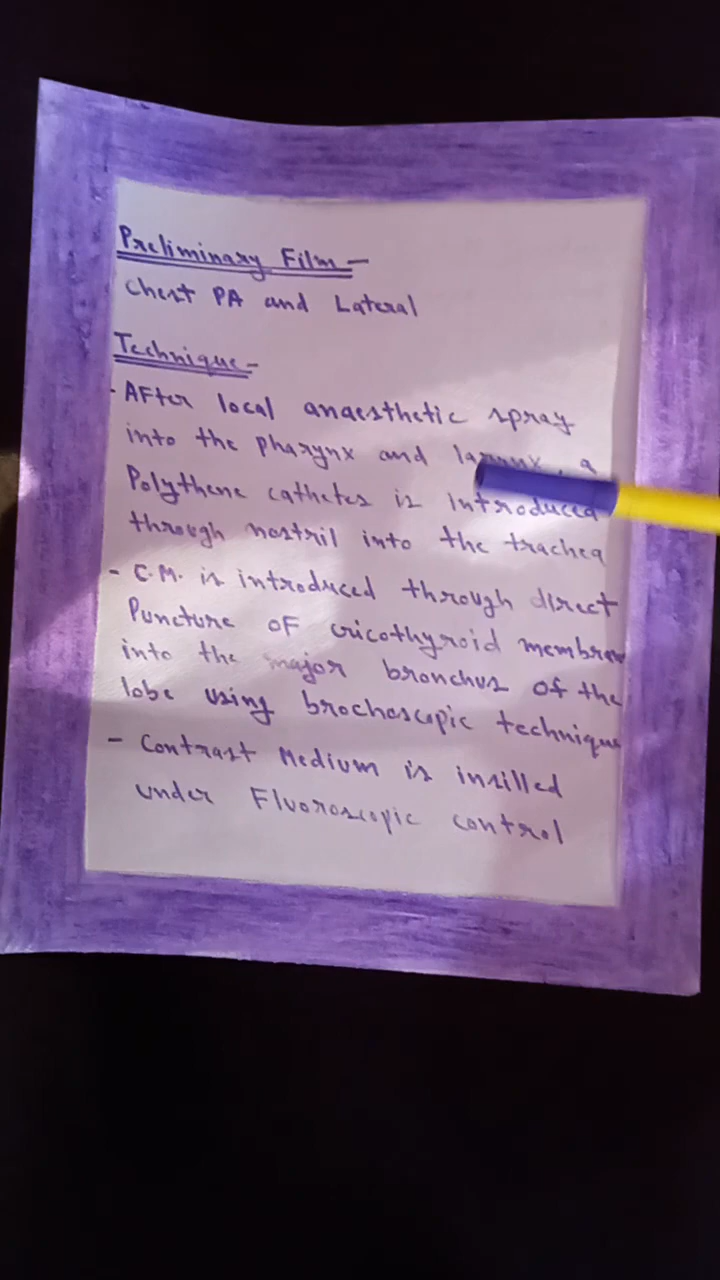 Preliminary Film -
Chest PA and Lateral
Technique -
- After local anaesthetic spray
into the pharynx and larynx, a
Polythene catheter is introduced
through nostril into the trachea
- C.M. is introduced through direct
Puncture OF cricothyroid membran
into the major bronchus of the
lobe using brochoscopic technique
- Contrast Medium is insilled
under Fluoroscopic control